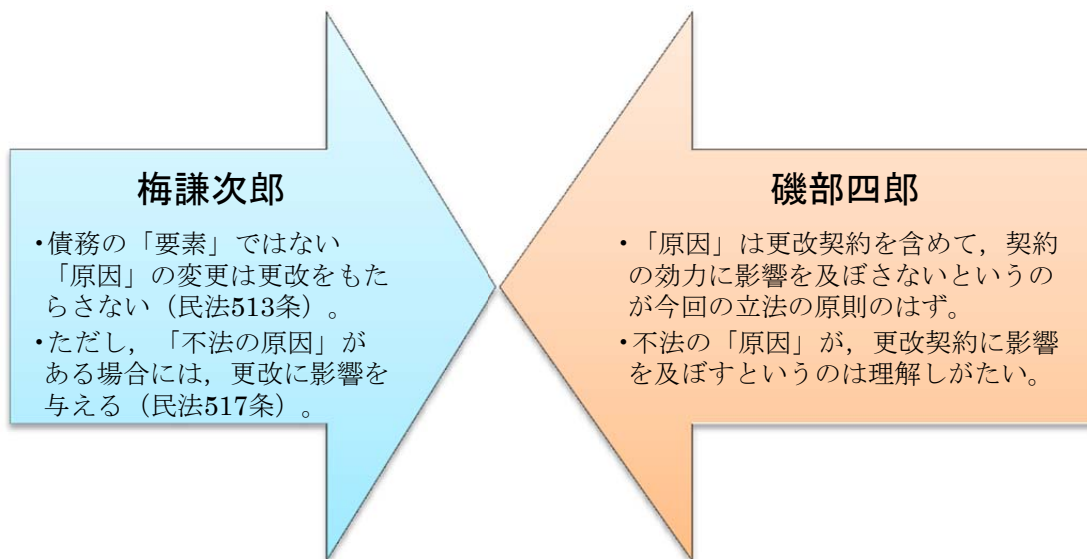 梅謙次郎
・債務の「要素」ではない
「原因」の変更は更改をもた
らさない（民法513条）。
・ただし，「不法の原因」が
ある場合には，更改に影響を
与える（民法517条）。
磯部四郎
・「原因」は更改契約を含めて，契約
の効力に影響を及ぼさないというの
が今回の立法の原則のはず。
・不法の「原因」が，更改契約に影響
を及ぼすというのは理解しがたい。